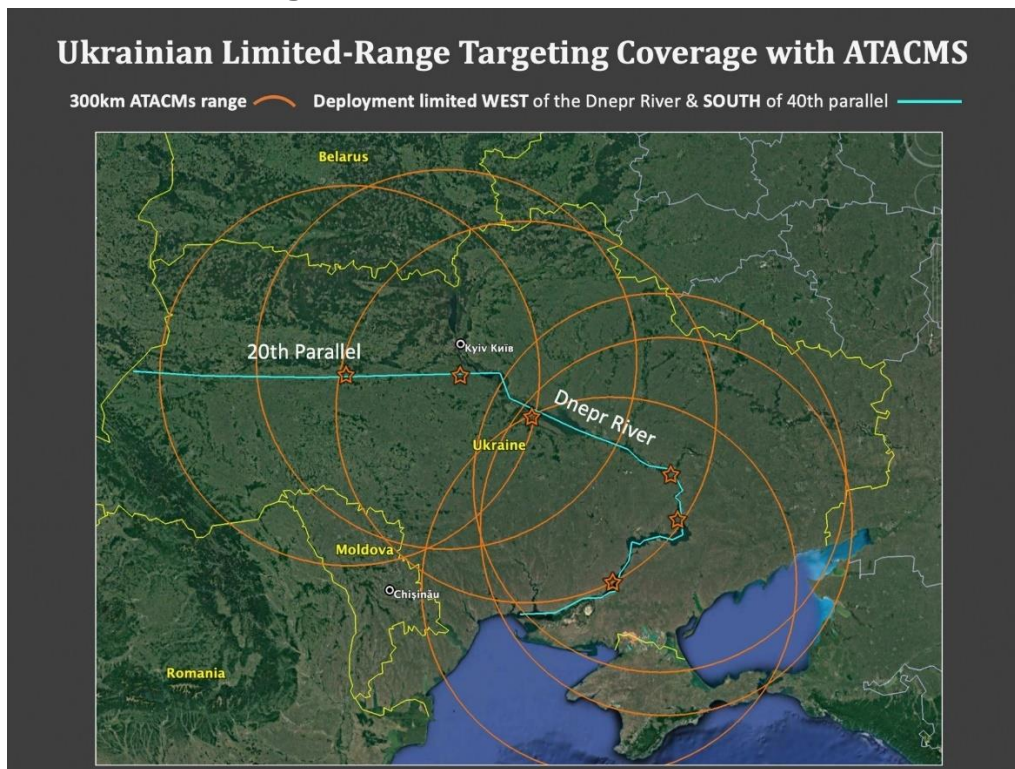 Ukrainian Limited-Range Targeting Coverage with ATACMS
300km ATACMs range
Deployment limited WEST of the Dnepr River & SOUTH of 40th parallel
Belarus
Kyiv Київ
20th Parallel
Dnepr River
Ukraine
Moldova
Chişinău
Romania